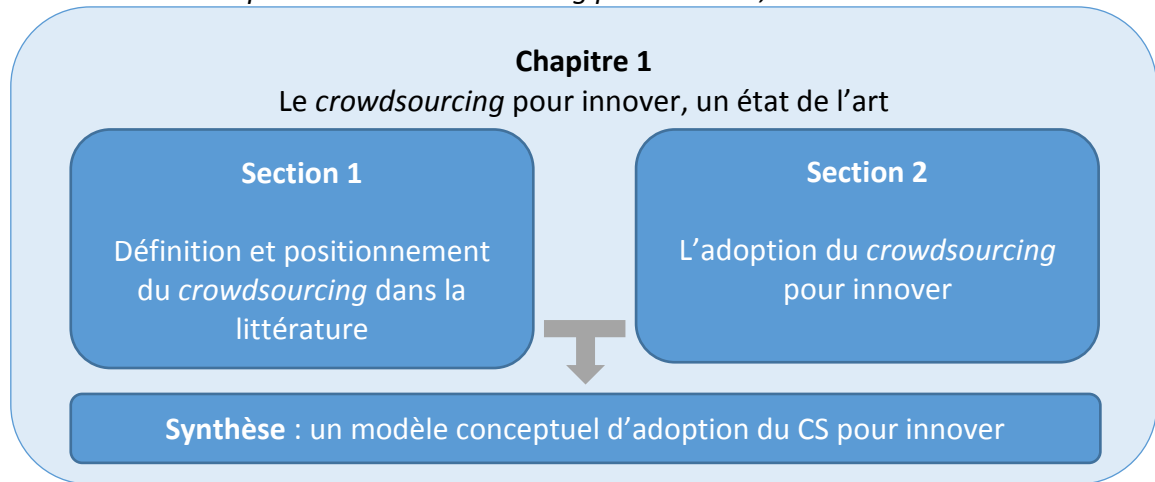 Chapitre 1
Le crowdsourcing pour innover, un état de l’art
Section 1
Définition et positionnement
du crowdsourcing dans la
littérature
Section 2
L’adoption du crowdsourcing
pour innover
Synthèse : un modèle conceptuel d’adoption du CS pour innover